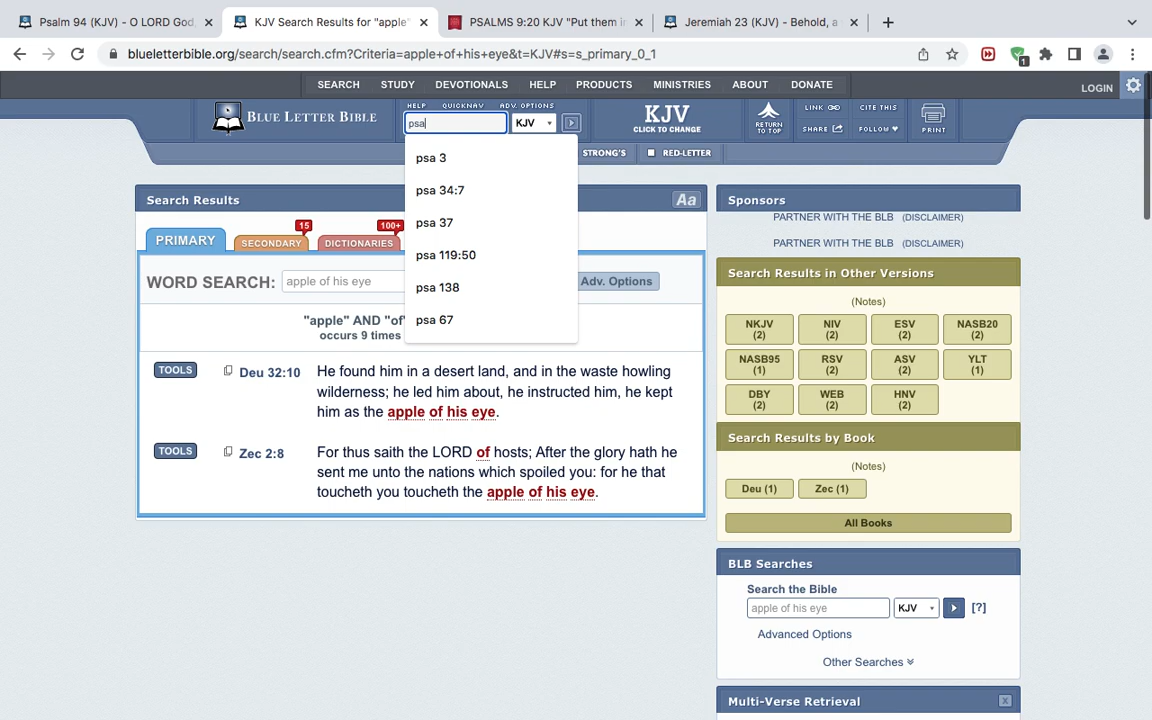 Psalm 94 (KJV) - O LORD God,
KJV Search Results for "apple"
PSALMS 9:20 KJV "Put them in
Jeremiah 23 (KJV) - Behold, a
blueletterbible.org/search/search.cfm?Criteria=apple+of+his+eye&t=KJV#s=s_primary_0_1
1
SEARCH STUDY DEVOTIONALS HELP PRODUCTS MINISTRIES ABOUT DONATE
LOGIN
BLUE LETTER BIBLE
HELP QUICKNAV ADV. OPTIONS
psa
KJV
KJV
CLICK TO CHANGE
RETURN
TO TOP
LINK
CITE THIS
SHARE
FOLLOW
PRINT
STRONG'S
RED-LETTER
psa 3
psa 34:7
psa 37
psa 119:50
psa 138
psa 67
Search Results
Aa
PRIMARY
SECONDARY
15
DICTIONARIES
100+
WORD SEARCH:
apple of his eye
Adv. Options
"apple" AND "of"
occurs 9 times
TOOLS
Deu 32:10
He found him in a desert land, and in the waste howling
wilderness; he led him about, he instructed him, he kept
him as the apple of his eye.
TOOLS
Zec 2:8
For thus saith the LORD of hosts; After the glory hath he
sent me unto the nations which spoiled you: for he that
toucheth you toucheth the apple of his eye.
Sponsors
PARTNER WITH THE BLB (DISCLAIMER)
PARTNER WITH THE BLB (DISCLAIMER)
Search Results in Other Versions
(Notes)
NKJV
(2)
NIV
(2)
ESV
(2)
NASB20
(2)
NASB95
(1)
RSV
(2)
ASV
(2)
YLT
(1)
DBY
(2)
WEB
(2)
HNV
(2)
Search Results by Book
(Notes)
Deu (1)
Zec (1)
All Books
BLB Searches
Search the Bible
apple of his eye
KJV
[?]
Advanced Options
Other Searches
Multi-Verse Retrieval
x